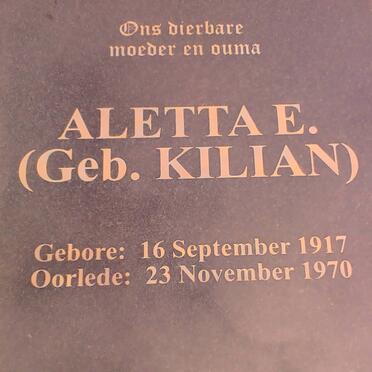 Ons dierbare
moeder en ouma
ALETTA E.
(Geb. KILIAN)
Gebore: 16 September 1917
Oorlede: 23 November 1970